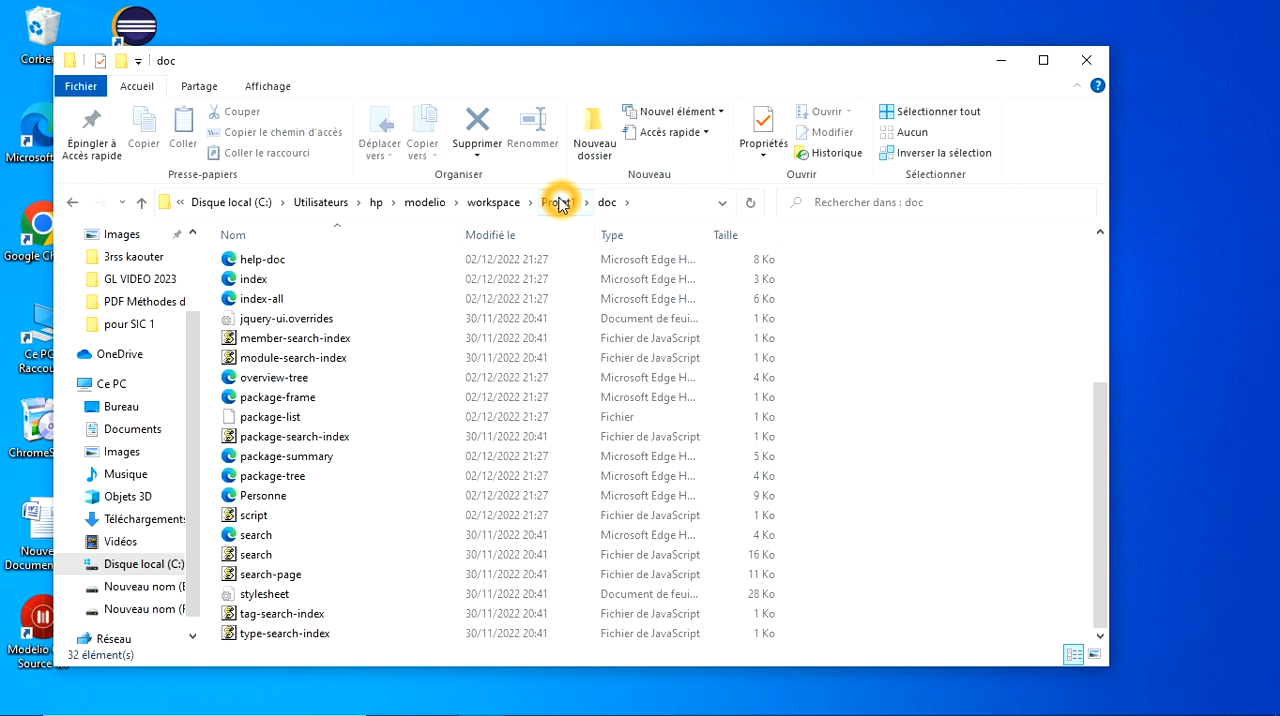 Corbei
doc
Fichier
Accueil
Partage
Affichage
Épingler à
Accès rapide
Copier
Coller
Couper
Copier le chemin d'accès
Coller le raccourci
Presse-papiers
Déplacer
vers
Copier
vers
Supprimer
Renommer
Organiser
Nouveau
dossier
Nouvel élément
Accès rapide
Nouveau
Propriétés
Ouvrir
Modifier
Historique
Ouvrir
Sélectionner tout
Aucun
Inverser la sélection
Sélectionner
« Disque local (C:) › Utilisateurs › hp › modelio › workspace › › doc ›
Rechercher dans : doc
Microsoft
Google Ch
Ce PC
Raccou
ChromeS
Nouve
Documen
Modelio
Source
Images
3rss kaouter
GL VIDEO 2023
PDF Méthodes d
pour SIC 1
OneDrive
Ce PC
Bureau
Documents
Images
Musique
Objets 3D
Téléchargements
Vidéos
Disque local (C:)
Nouveau nom (E
Nouveau nom (F
Réseau
Nom Modifié le Type Taille
help-doc 02/12/2022 21:27 Microsoft Edge H... 8 Ko
index 02/12/2022 21:27 Microsoft Edge H... 3 Ko
index-all 02/12/2022 21:27 Microsoft Edge H... 6 Ko
jquery-ui.overrides 30/11/2022 20:41 Document de feui... 1 Ko
member-search-index 30/11/2022 20:41 Fichier de JavaScript 1 Ko
module-search-index 30/11/2022 20:41 Fichier de JavaScript 1 Ko
overview-tree 02/12/2022 21:27 Microsoft Edge H... 4 Ko
package-frame 02/12/2022 21:27 Microsoft Edge H... 1 Ko
package-list 02/12/2022 21:27 Fichier 1 Ko
package-search-index 30/11/2022 20:41 Fichier de JavaScript 1 Ko
package-summary 02/12/2022 21:27 Microsoft Edge H... 5 Ko
package-tree 02/12/2022 21:27 Microsoft Edge H... 4 Ko
Personne 02/12/2022 21:27 Microsoft Edge H... 9 Ko
script 02/12/2022 21:27 Fichier de JavaScript 1 Ko
search 30/11/2022 20:41 Microsoft Edge H... 4 Ko
search 30/11/2022 20:41 Fichier de JavaScript 16 Ko
search-page 30/11/2022 20:41 Fichier de JavaScript 11 Ko
stylesheet 30/11/2022 20:41 Document de feui... 28 Ko
tag-search-index 30/11/2022 20:41 Fichier de JavaScript 1 Ko
type-search-index 30/11/2022 20:41 Fichier de JavaScript 1 Ko
32 élément(s)